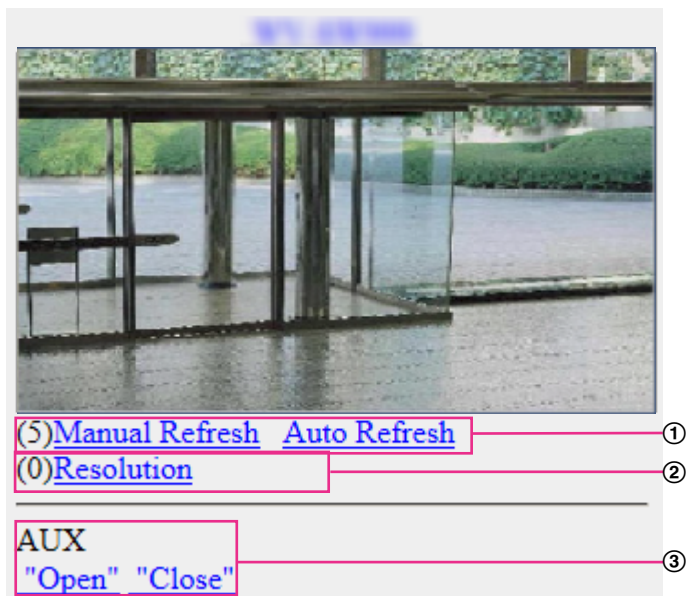 (5)Manual Refresh Auto Refresh
①
(0)Resolution
②
AUX
"Open" "Close"
③